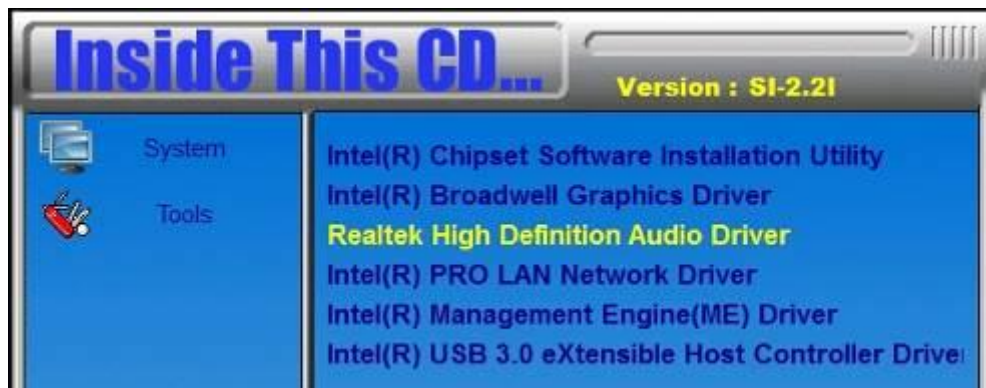 Inside This CD...
Version : SI-2.2I
System
Tools
Intel(R) Chipset Software Installation Utility
Intel(R) Broadwell Graphics Driver
Realtek High Definition Audio Driver
Intel(R) PRO LAN Network Driver
Intel(R) Management Engine(ME) Driver
Intel(R) USB 3.0 eXtensible Host Controller Drive